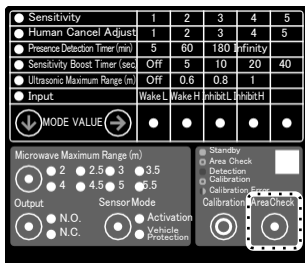 Sensitivity 1 2 3 4 5
Human Cancel Adjust 1 2 3 4 5
Presence Detection Timer (min) 5 60 180 Infinity
Sensitivity Boost Timer (sec) Off 5 10 20 40
Ultrasonic Maximum Range (m) Off 0.6 0.8 1
Input Wake L Wake H InhibitL InhibitH
MODE VALUE
Microwave Maximum Range (m)
2 2.5 3 3.5
4 4.5 5 5.5
Standby
Area Check
Detection
Calibration
Calibration Error
Output Sensor Mode Calibration AreaCheck
N.O. Activation
N.C. Vehicle
Protection